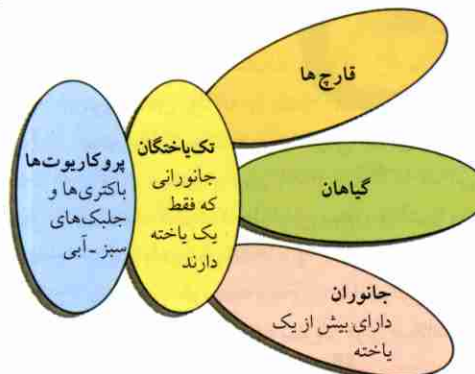 قارچ‌ها
گیاهان
جانوران
دارای بیش از یک
یاخته
تک‌یاختگان
جانورانی
که فقط
یک یاخته
دارند
پروکاریوت‌ها
باکتری‌ها و
جلبک‌های
سبز - آبی